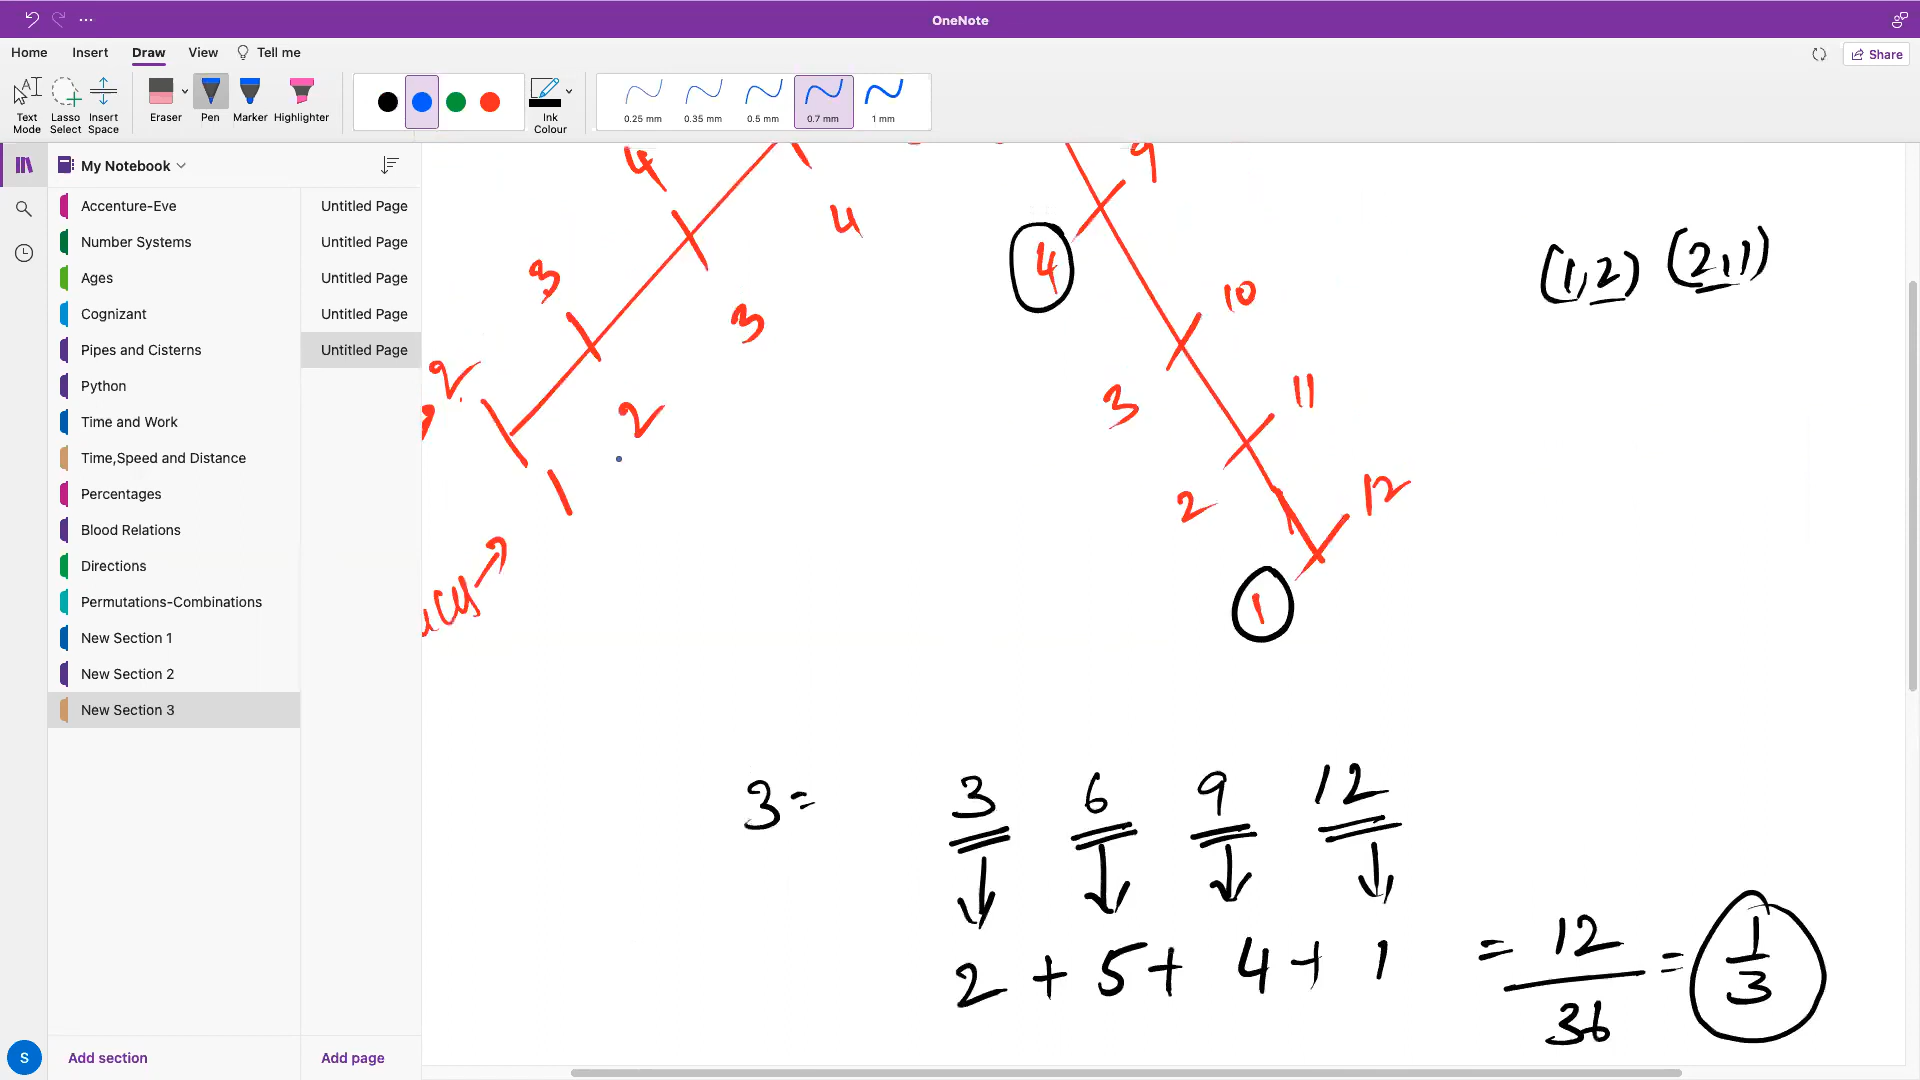 OneNote
Home Insert Draw View Tell me
Share
Text Mode
Lasso Select
Insert Space
Eraser
Pen
Marker
Highlighter
Ink Colour
0.25 mm
0.35 mm
0.5 mm
0.7 mm
1 mm
My Notebook
Accenture-Eve
Number Systems
Ages
Cognizant
Pipes and Cisterns
Python
Time and Work
Time,Speed and Distance
Percentages
Blood Relations
Directions
Permutations-Combinations
New Section 1
New Section 2
New Section 3
Add section
S
Untitled Page
Untitled Page
Untitled Page
Untitled Page
Untitled Page
Add page
4
4
3
3
2
2
1
9
4
10
3
11
2
12
1
(1,2) (2,1)
3 = 3 6 9 12
2 + 5 + 4 + 1 = 12/36 = 1/3